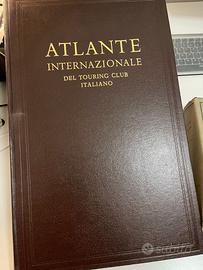 ATLANTE
INTERNAZIONALE
DEL TOURING CLUB
ITALIANO
subito